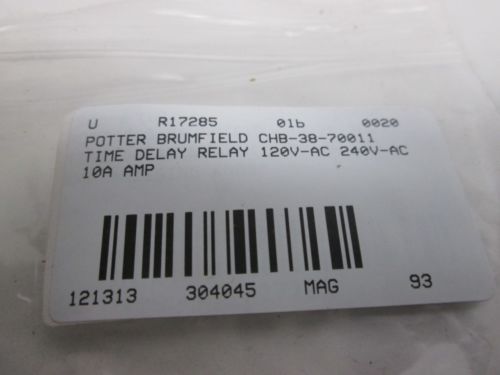 U R17285 01b 0020
POTTER BRUMFIELD CHB-38-70011
TIME DELAY RELAY 120V-AC 240V-AC
10A AMP
121313 304045 MAG 93